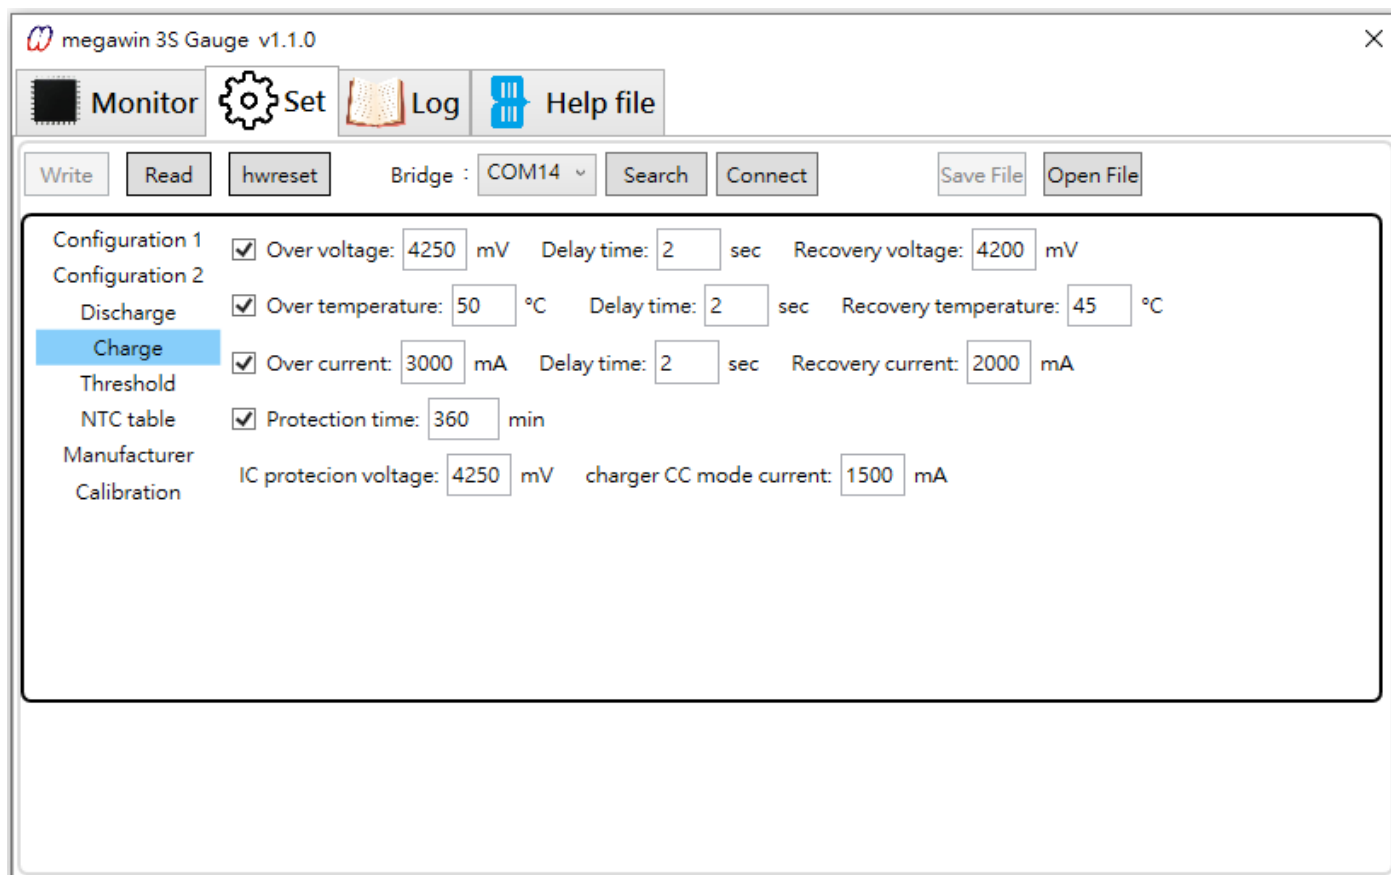 megawin 3S Gauge v1.1.0
Monitor Set Log Help file
Write Read hwreset Bridge : COM14 Search Connect Save File Open File
Configuration 1
Configuration 2
Discharge
Charge
Threshold
NTC table
Manufacturer
Calibration
Over voltage: 4250 mV Delay time: 2 sec Recovery voltage: 4200 mV
Over temperature: 50 °C Delay time: 2 sec Recovery temperature: 45 °C
Over current: 3000 mA Delay time: 2 sec Recovery current: 2000 mA
Protection time: 360 min
IC protecion voltage: 4250 mV charger CC mode current: 1500 mA